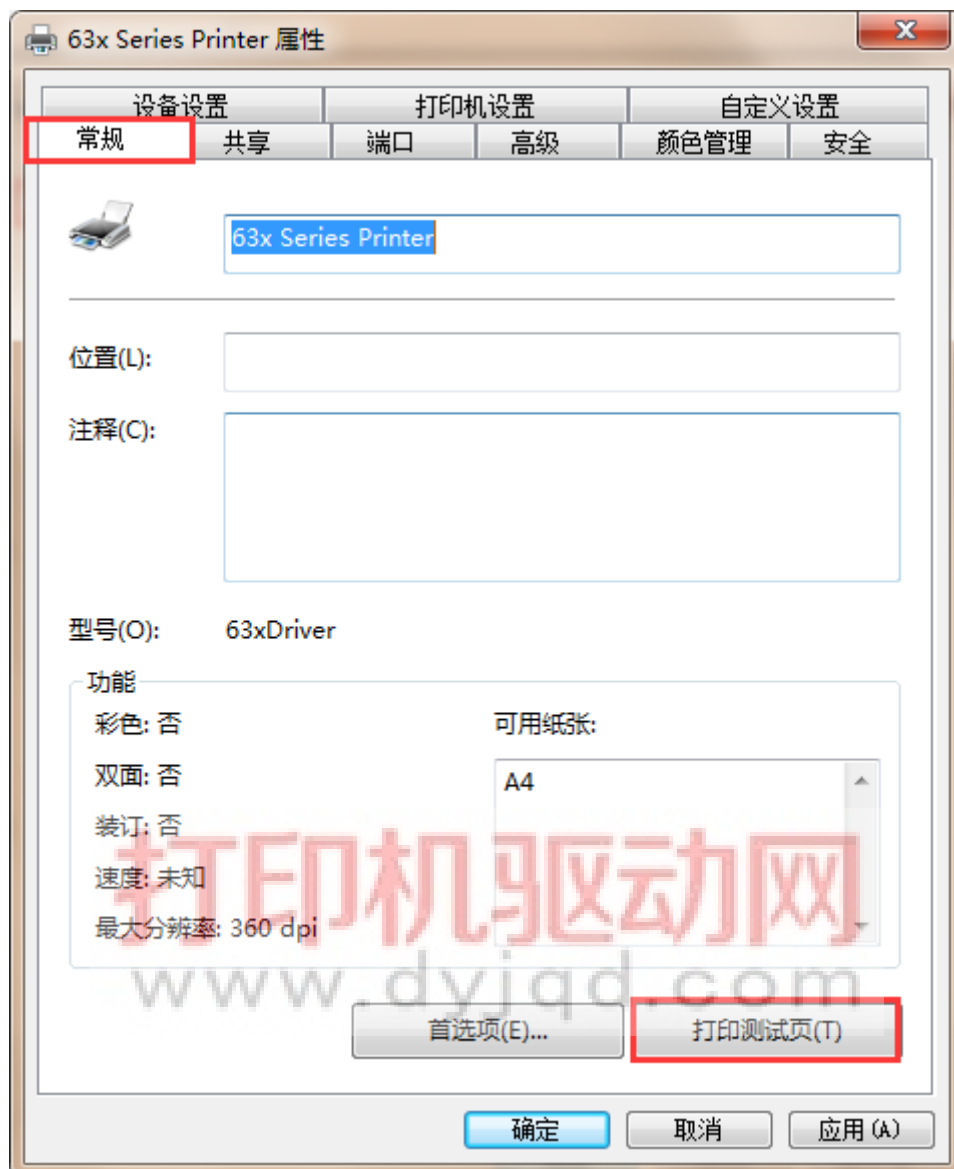 63x Series Printer 属性
设备设置 打印机设置 自定义设置
常规 共享 端口 高级 颜色管理 安全
63x Series Printer
位置(L):
注释(C):
型号(O): 63xDriver
功能
彩色: 否 可用纸张:
双面: 否 A4
装订: 否
速度: 未知
最大分辨率: 360 dpi
打印机驱动网
www.dyjqd.com
首选项(E)... 打印测试页(T)
确定 取消 应用(A)